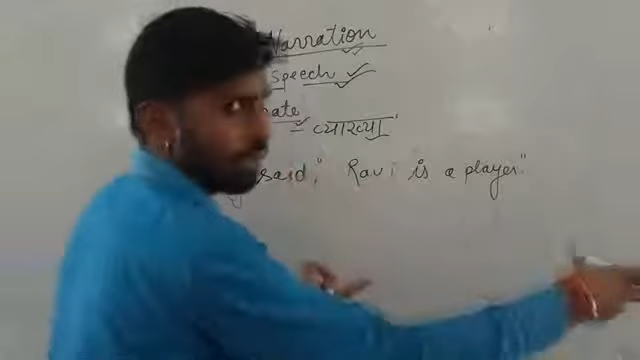 Narration
speech
= व्याख्या
said," Ravi is a player"